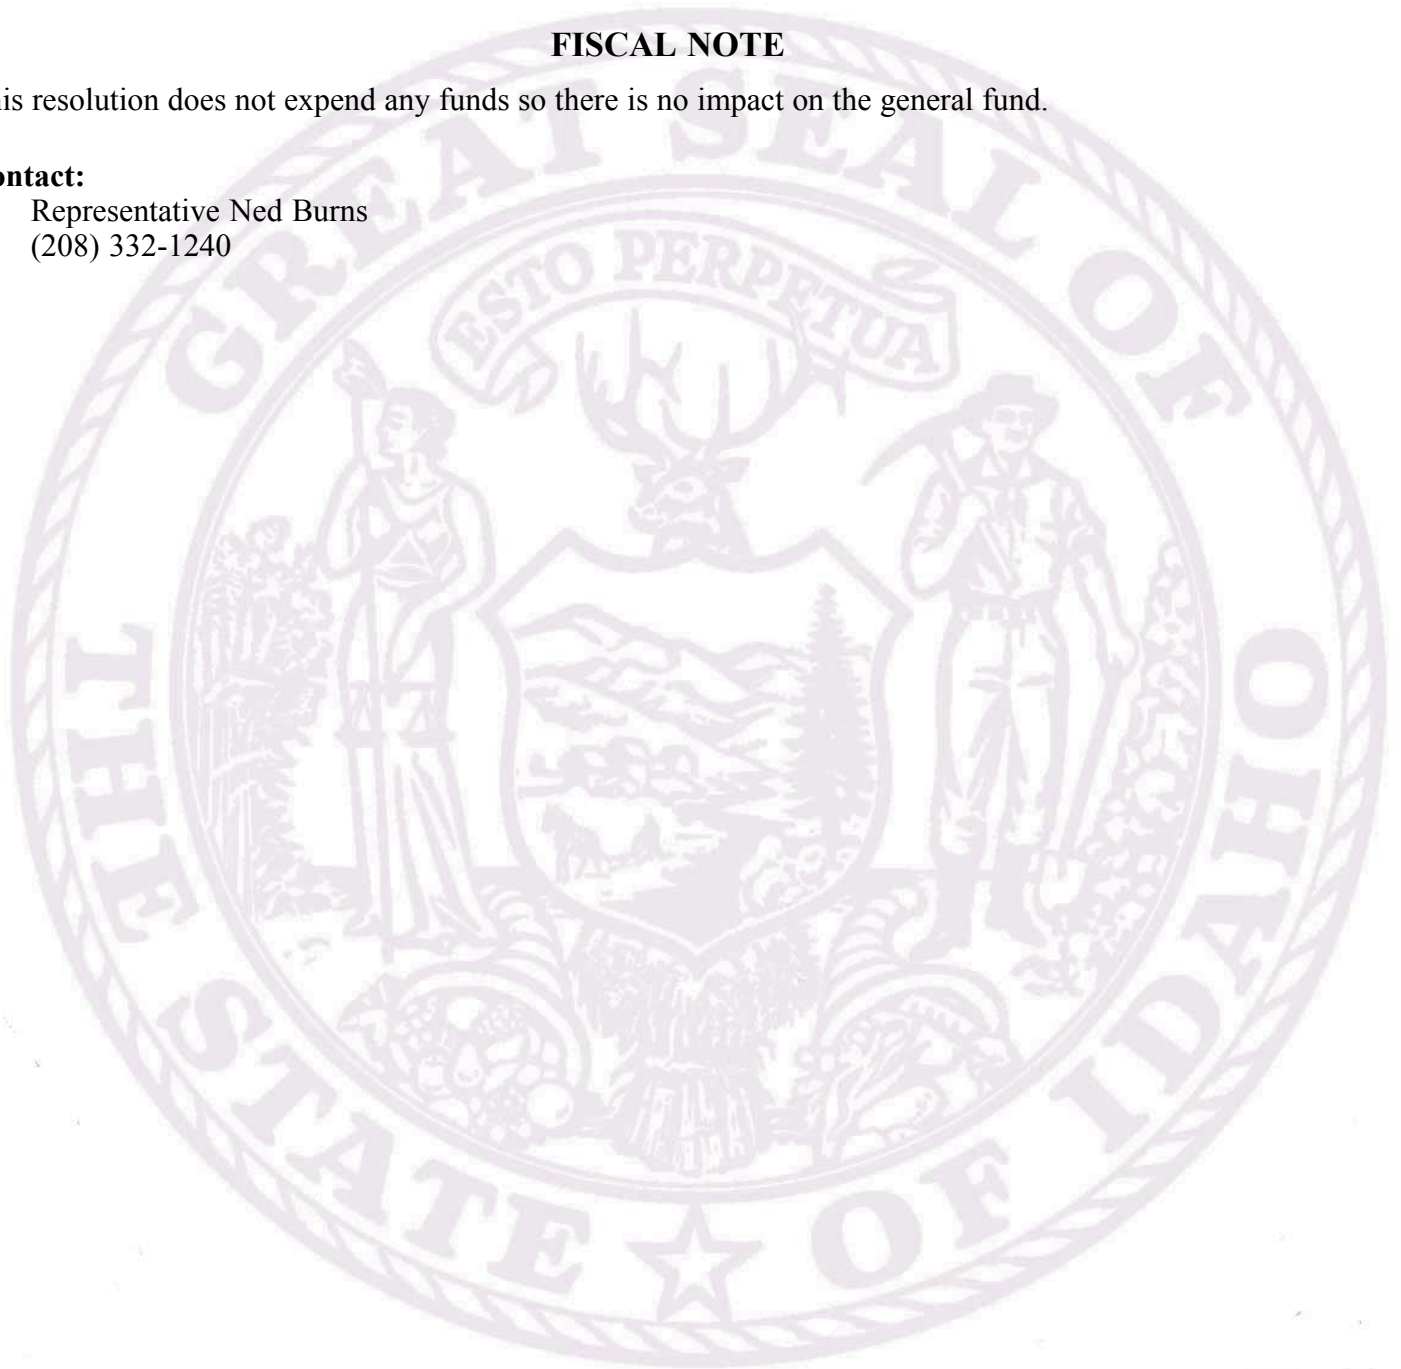 FISCAL NOTE
is resolution does not expend any funds so there is no impact on the general fund.
ontact:
Representative Ned Burns
(208) 332-1240
GREAT SEAL OF
ESTO PERPETUA
THE STATE OF IDAHO